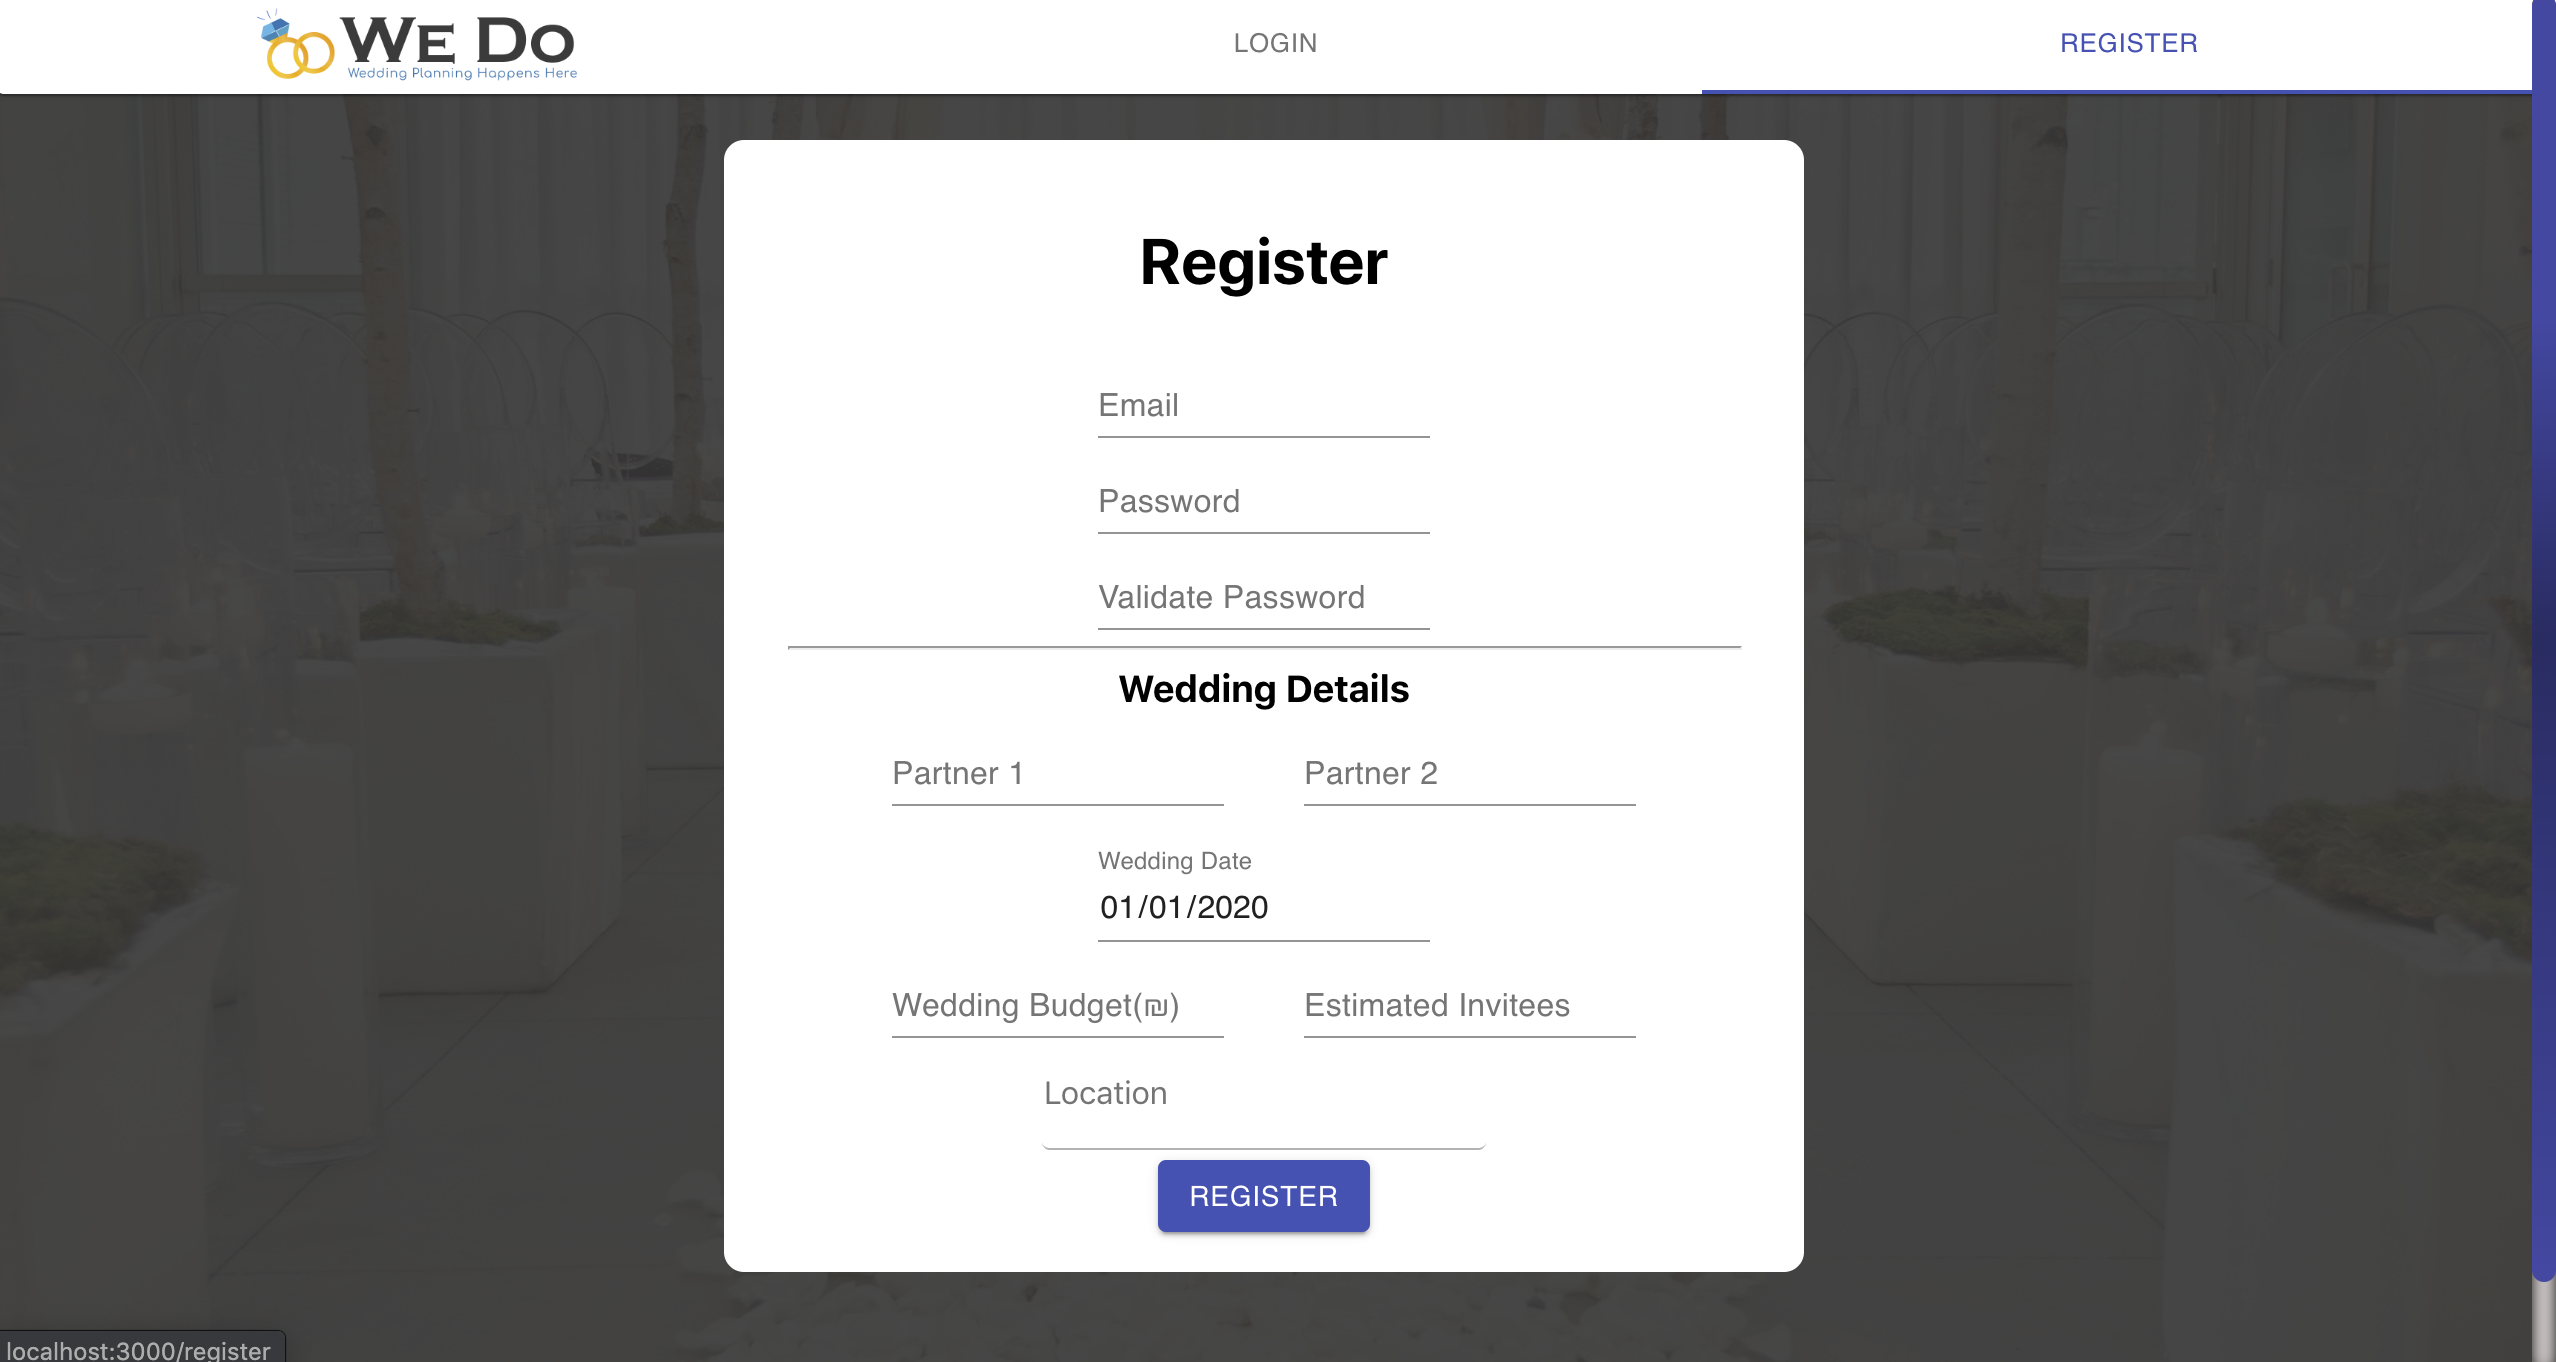 WE DO
Wedding Planning Happens Here
LOGIN
REGISTER
Register
Email
Password
Validate Password
Wedding Details
Partner 1
Partner 2
Wedding Date
01/01/2020
Wedding Budget(₪)
Estimated Invitees
Location
REGISTER
localhost:3000/register